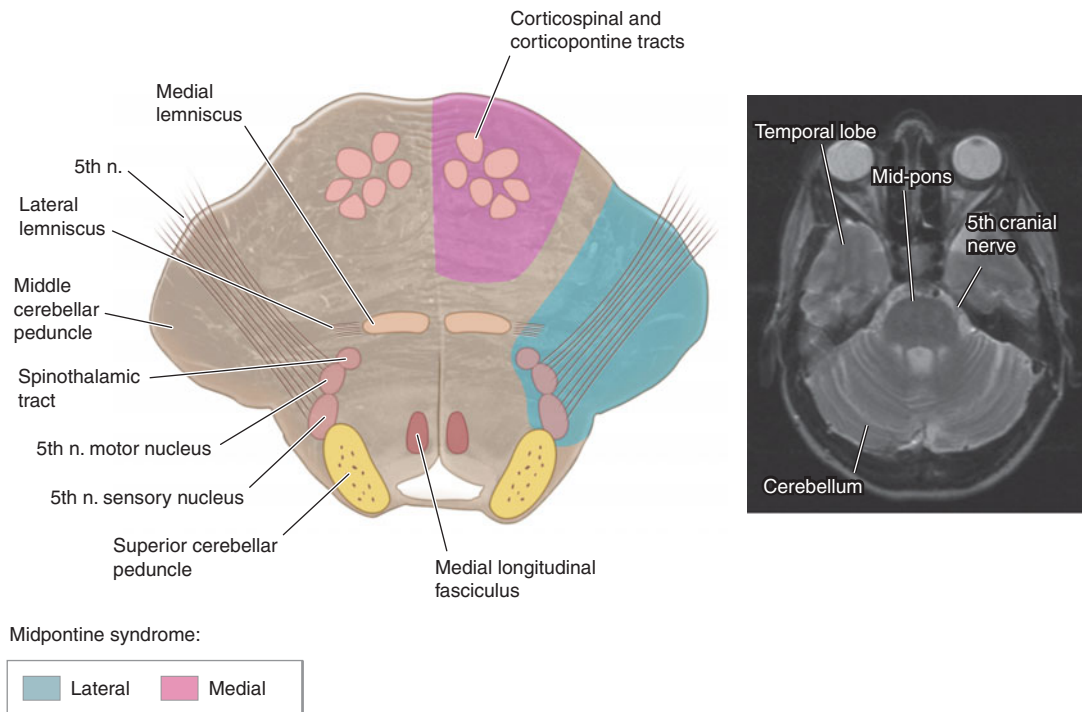 Corticospinal and
corticopontine tracts
Medial
lemniscus
5th n.
Lateral
lemniscus
Middle
cerebellar
peduncle
Spinothalamic
tract
5th n. motor nucleus
5th n. sensory nucleus
Superior cerebellar
peduncle
Medial longitudinal
fasciculus
Temporal lobe
Mid-pons
5th cranial
nerve
Cerebellum
Midpontine syndrome:
Lateral
Medial